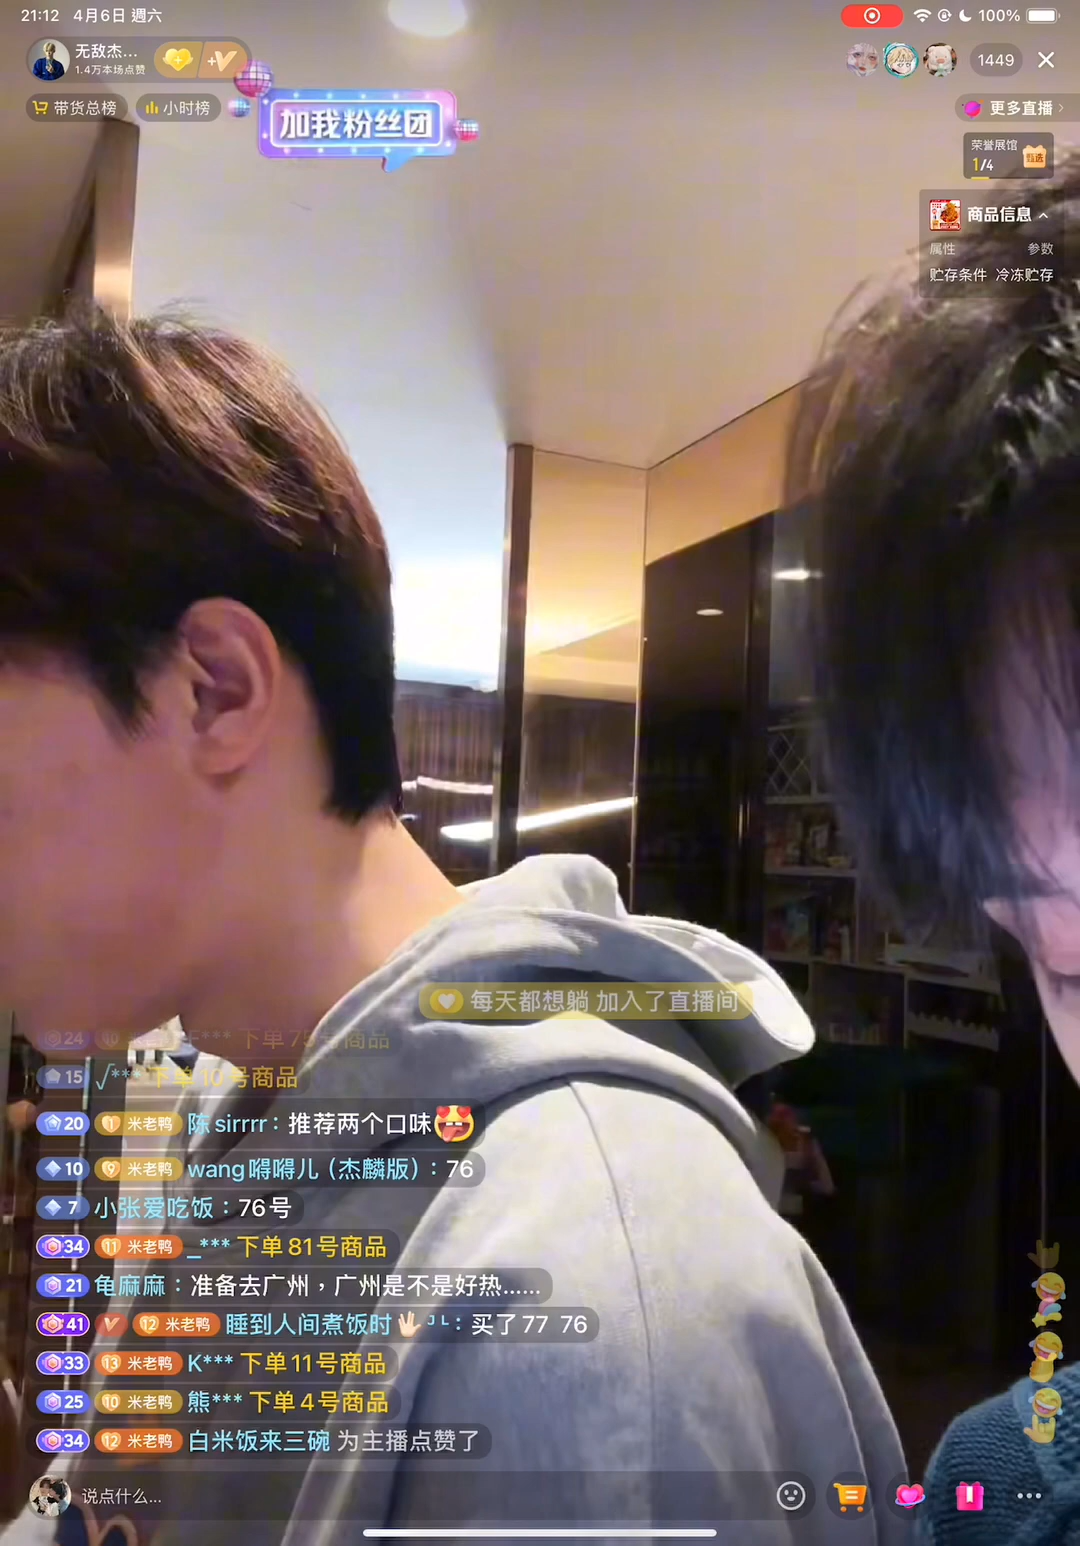 21:12 4月6日 週六
100%
无敌杰...
1.4万本场点赞
+V
1449
带货总榜
小时榜
更多直播
加我粉丝团
荣誉展馆
1/4
甄选
商品信息
属性 参数
贮存条件 冷冻贮存
每天都想躺 加入了直播间
15 √*** 下单10号商品
20 1 米老鸭 陈sirrrr：推荐两个口味
10 9 米老鸭 wang嘚嘚儿（杰麟版）：76
7 小张爱吃饭：76号
34 11 米老鸭 _*** 下单81号商品
21 龟麻麻：准备去广州，广州是不是好热......
41 V 12 米老鸭 睡到人间煮饭时：买了77 76
33 13 米老鸭 K*** 下单11号商品
25 10 米老鸭 熊*** 下单4号商品
34 12 米老鸭 白米饭来三碗 为主播点赞了
说点什么...